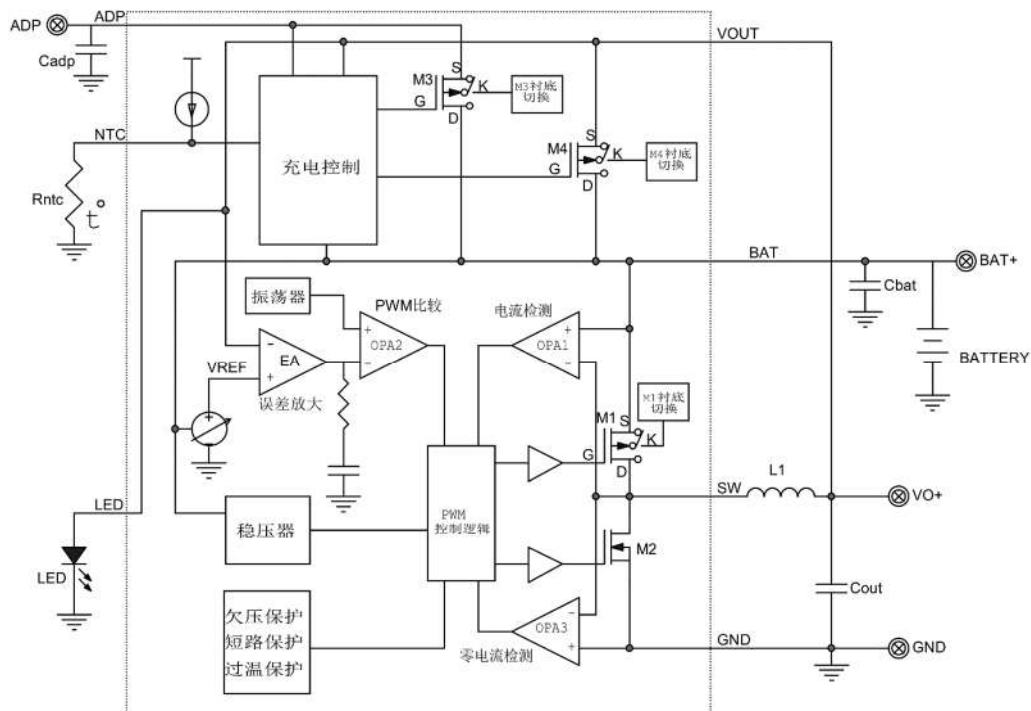 ADP
ADP
Cadp
VOUT
M3
S
K
G
D
M3衬底
切换
NTC
Rntc
t°
充电控制
M4
S
K
G
D
M4衬底
切换
BAT
BAT+
Cbat
BATTERY
振荡器
PWM比较
+
OPA2
−
电流检测
+
OPA1
−
−
EA
+
VREF
误差放大
M1衬底
切换
M1
S
K
G
D
SW
L1
VO+
LED
LED
稳压器
PWM
控制逻辑
M2
Cout
欠压保护
短路保护
过温保护
−
OPA3
+
零电流检测
GND
GND